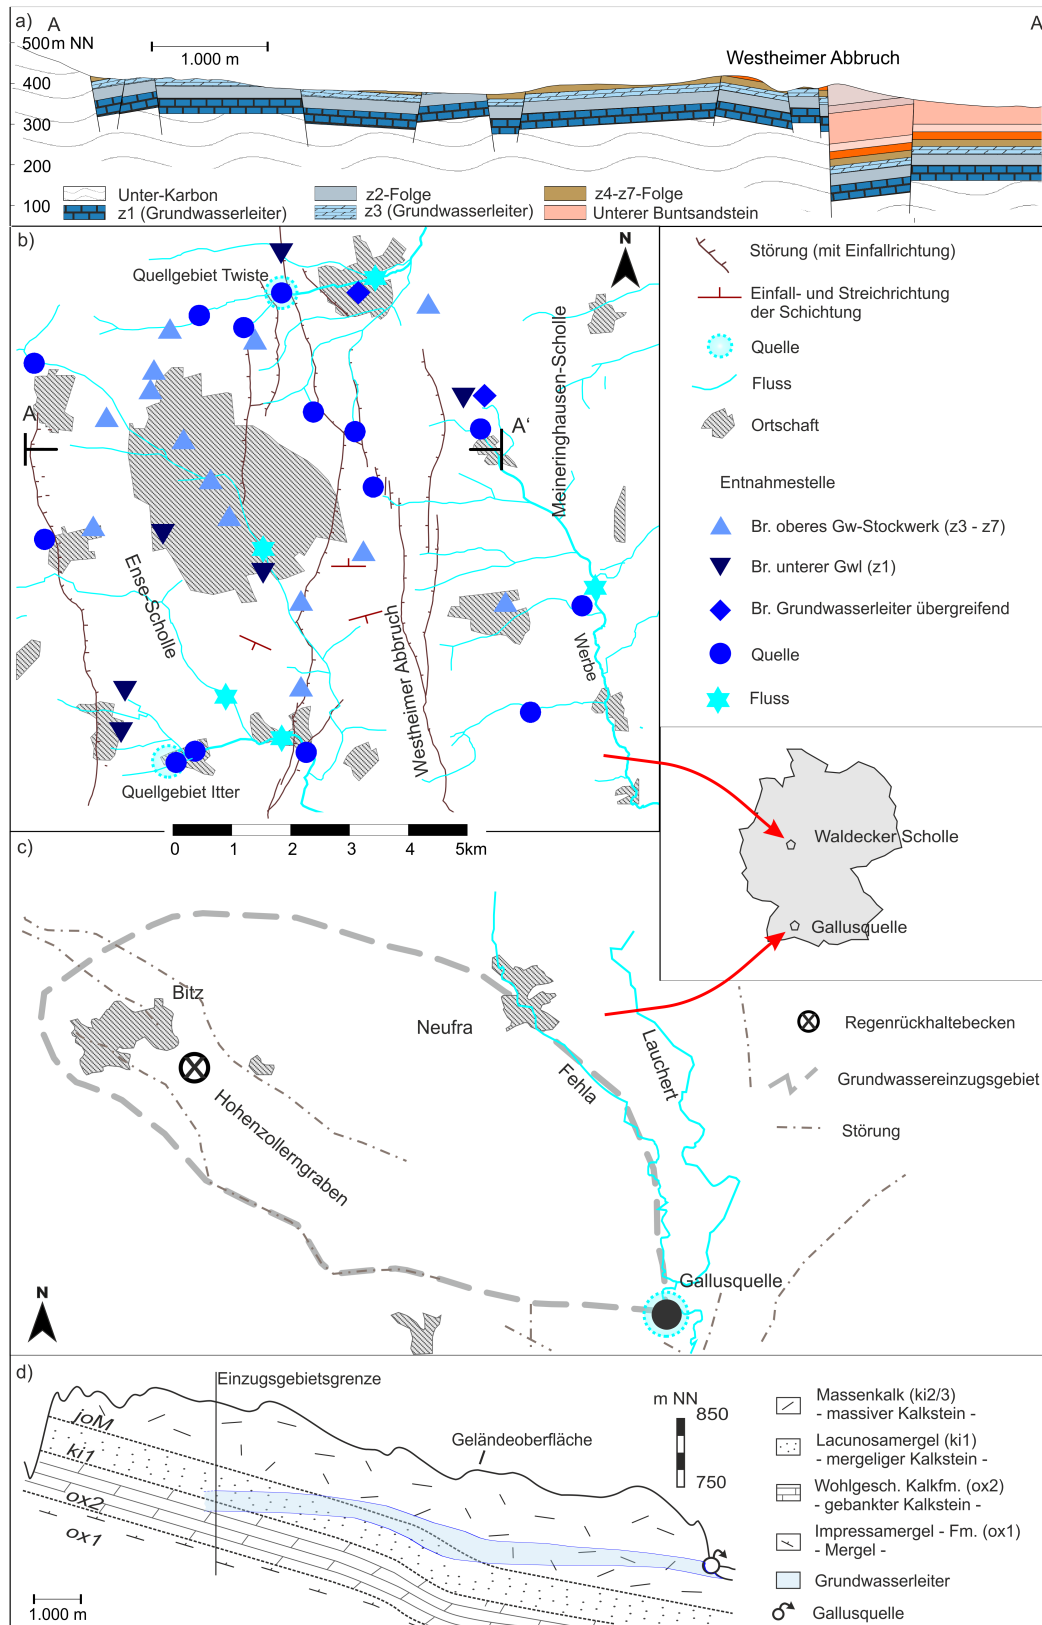 a)
A
A
500m NN
400
300
200
100
1.000 m
Westheimer Abbruch
Unter-Karbon
z2-Folge
z4-z7-Folge
z1 (Grundwasserleiter)
z3 (Grundwasserleiter)
Unterer Buntsandstein
b)
N
Quellgebiet Twiste
A
A'
Meineringhausen-Scholle
Ense-Scholle
Westheimer Abbruch
Werbe
Quellgebiet Itter
0 1 2 3 4 5km
Störung (mit Einfallrichtung)
Einfall- und Streichrichtung
der Schichtung
Quelle
Fluss
Ortschaft
Entnahmestelle
Br. oberes Gw-Stockwerk (z3 - z7)
Br. unterer Gwl (z1)
Br. Grundwasserleiter übergreifend
Quelle
Fluss
Waldecker Scholle
Gallusquelle
c)
Bitz
Neufra
Fehla
Lauchert
Hohenzollerngraben
Gallusquelle
N
Regenrückhaltebecken
Grundwassereinzugsgebiet
Störung
d)
Einzugsgebietsgrenze
m NN
850
750
Geländeoberfläche
joM
ki1
ox2
ox1
1.000 m
Massenkalk (ki2/3)
- massiver Kalkstein -
Lacunosamergel (ki1)
- mergeliger Kalkstein -
Wohlgesch. Kalkfm. (ox2)
- gebankter Kalkstein -
Impressamergel - Fm. (ox1)
- Mergel -
Grundwasserleiter
Gallusquelle